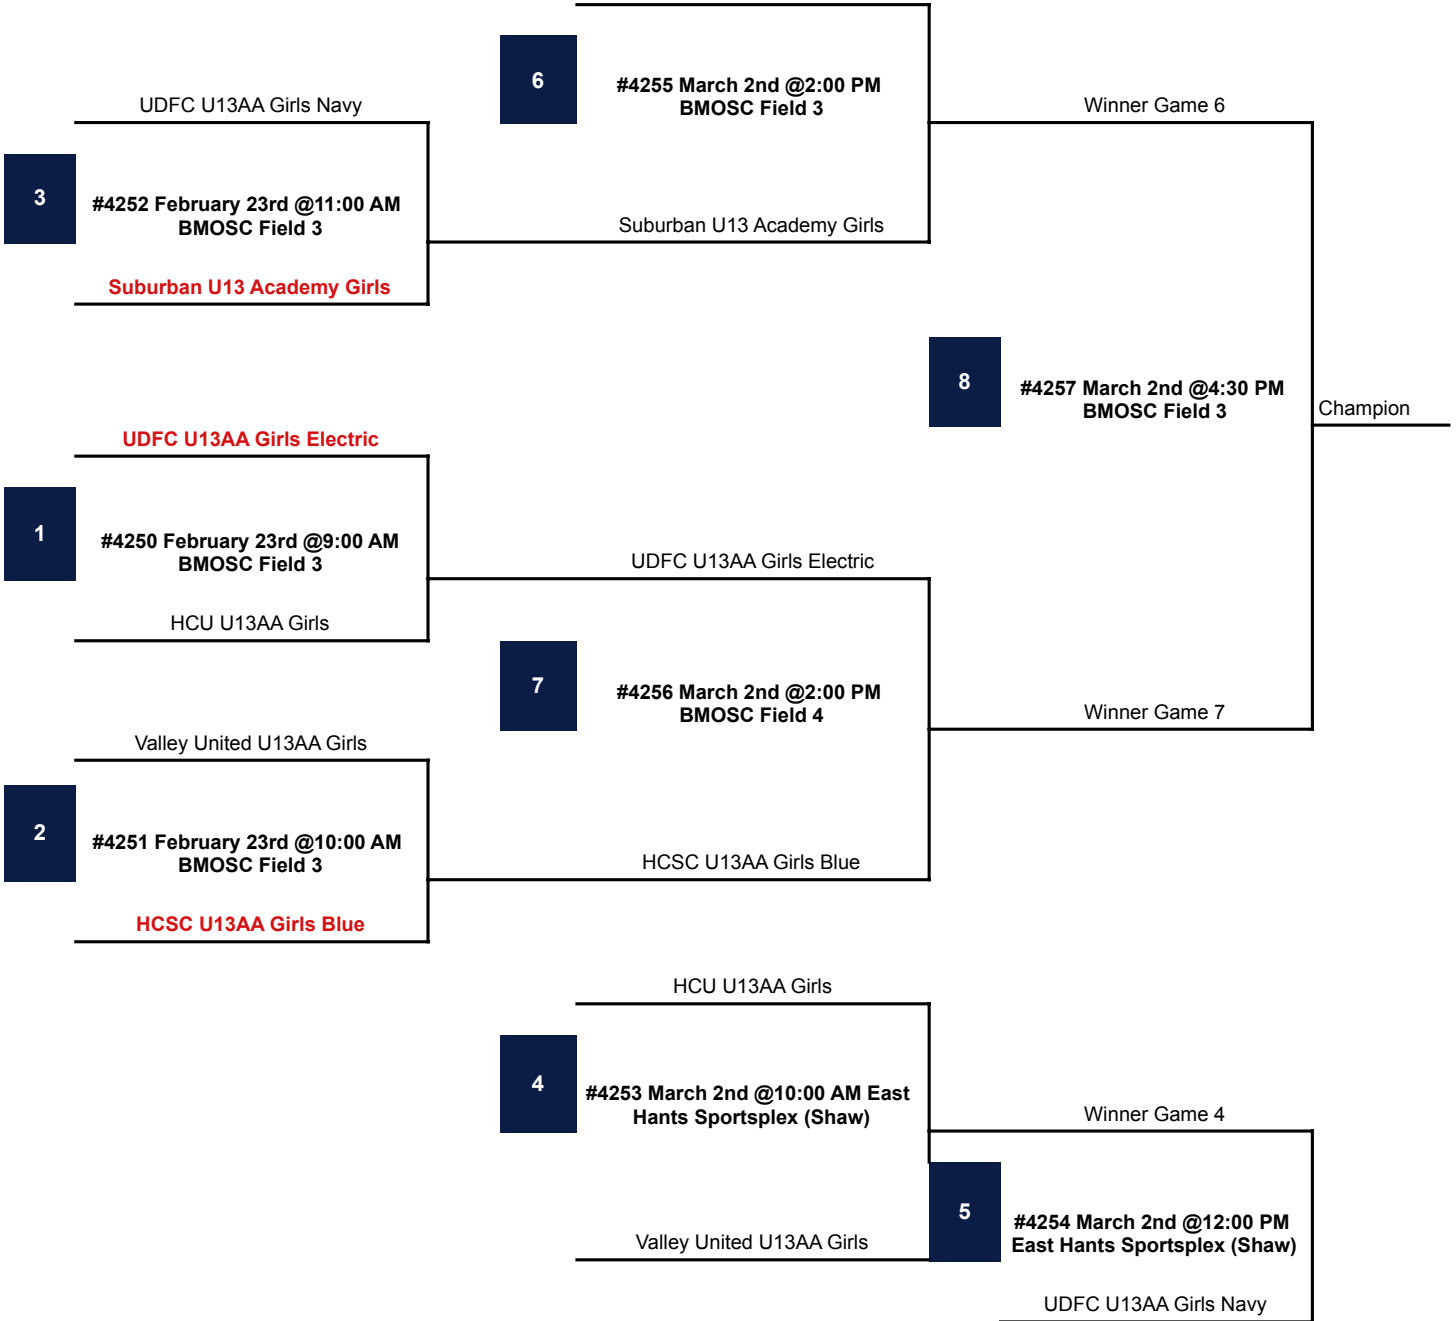 6
#4255 March 2nd @2:00 PM
BMOSC Field 3
UDFC U13AA Girls Navy
Winner Game 6
3
#4252 February 23rd @11:00 AM
BMOSC Field 3
Suburban U13 Academy Girls
Suburban U13 Academy Girls
8
#4257 March 2nd @4:30 PM
BMOSC Field 3
Champion
UDFC U13AA Girls Electric
1
#4250 February 23rd @9:00 AM
BMOSC Field 3
UDFC U13AA Girls Electric
HCU U13AA Girls
7
#4256 March 2nd @2:00 PM
BMOSC Field 4
Winner Game 7
Valley United U13AA Girls
2
#4251 February 23rd @10:00 AM
BMOSC Field 3
HCSC U13AA Girls Blue
HCSC U13AA Girls Blue
HCU U13AA Girls
4
#4253 March 2nd @10:00 AM East
Hants Sportsplex (Shaw)
Winner Game 4
5
#4254 March 2nd @12:00 PM
East Hants Sportsplex (Shaw)
Valley United U13AA Girls
UDFC U13AA Girls Navy